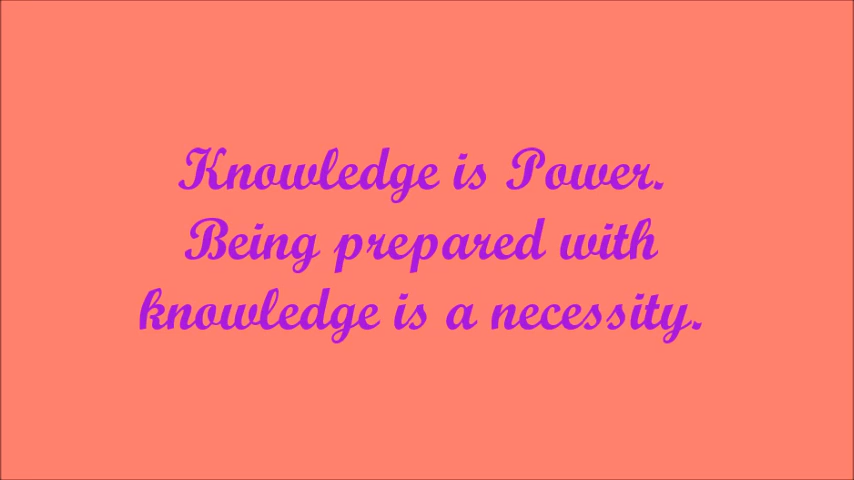 Knowledge is Power.
Being prepared with
knowledge is a necessity.